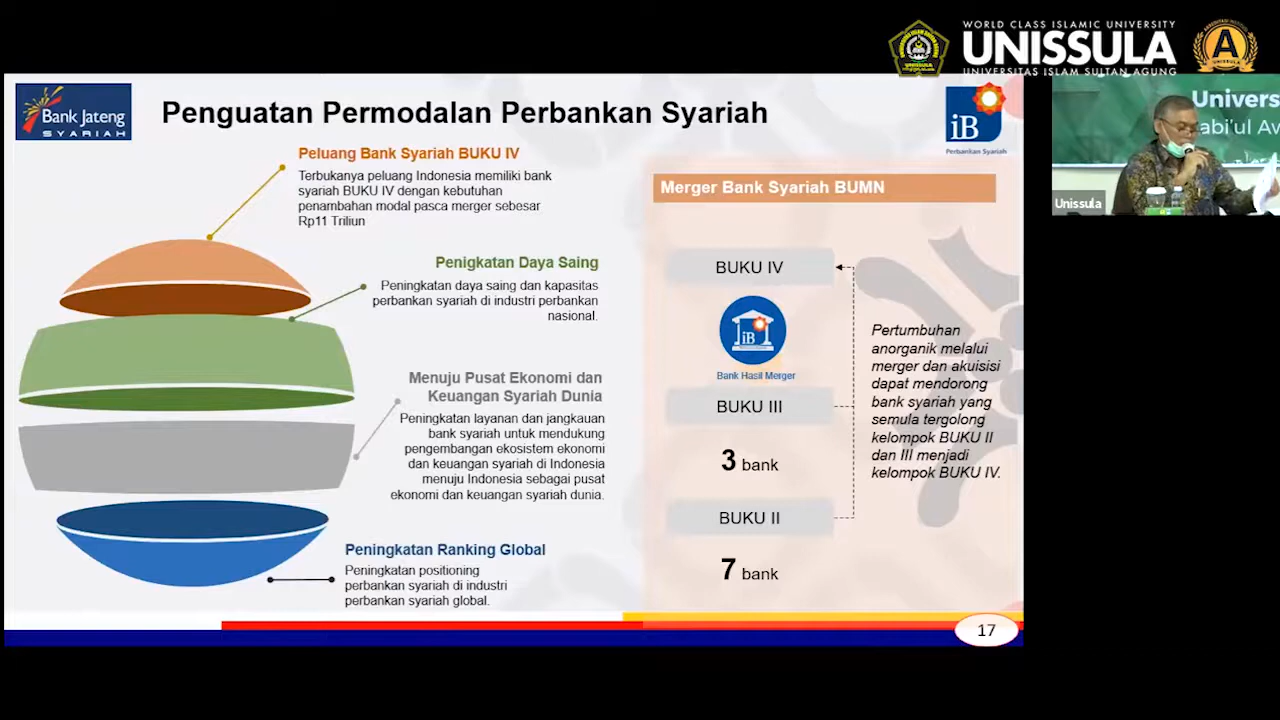 WORLD CLASS ISLAMIC UNIVERSITY
UNISSULA
UNIVERSITAS ISLAM SULTAN AGUNG
A
UNISSULA
Bank Jateng
SYARIAH
Penguatan Permodalan Perbankan Syariah
iB
Perbankan Syariah
Univers
abi'ul Aw
Unissula
Peluang Bank Syariah BUKU IV
Terbukanya peluang Indonesia memiliki bank
syariah BUKU IV dengan kebutuhan
penambahan modal pasca merger sebesar
Rp11 Triliun
Penigkatan Daya Saing
Peningkatan daya saing dan kapasitas
perbankan syariah di industri perbankan
nasional.
Menuju Pusat Ekonomi dan
Keuangan Syariah Dunia
Peningkatan layanan dan jangkauan
bank syariah untuk mendukung
pengembangan ekosistem ekonomi
dan keuangan syariah di Indonesia
menuju Indonesia sebagai pusat
ekonomi dan keuangan syariah dunia.
Peningkatan Ranking Global
Peningkatan positioning
perbankan syariah di industri
perbankan syariah global.
Merger Bank Syariah BUMN
BUKU IV
iB
Bank Hasil Merger
BUKU III
3 bank
BUKU II
7 bank
Pertumbuhan
anorganik melalui
merger dan akuisisi
dapat mendorong
bank syariah yang
semula tergolong
kelompok BUKU II
dan III menjadi
kelompok BUKU IV.
17